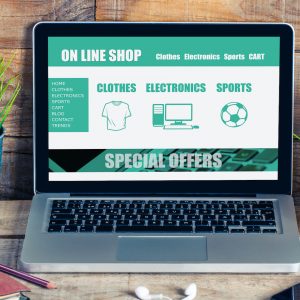 ON LINE SHOP
Clothes Electronics Sports CART
HOME
CLOTHES
ELECTRONICS
SPORTS
CART
BLOG
CONTACT
TRENDS
CLOTHES ELECTRONICS SPORTS
SPECIAL OFFERS